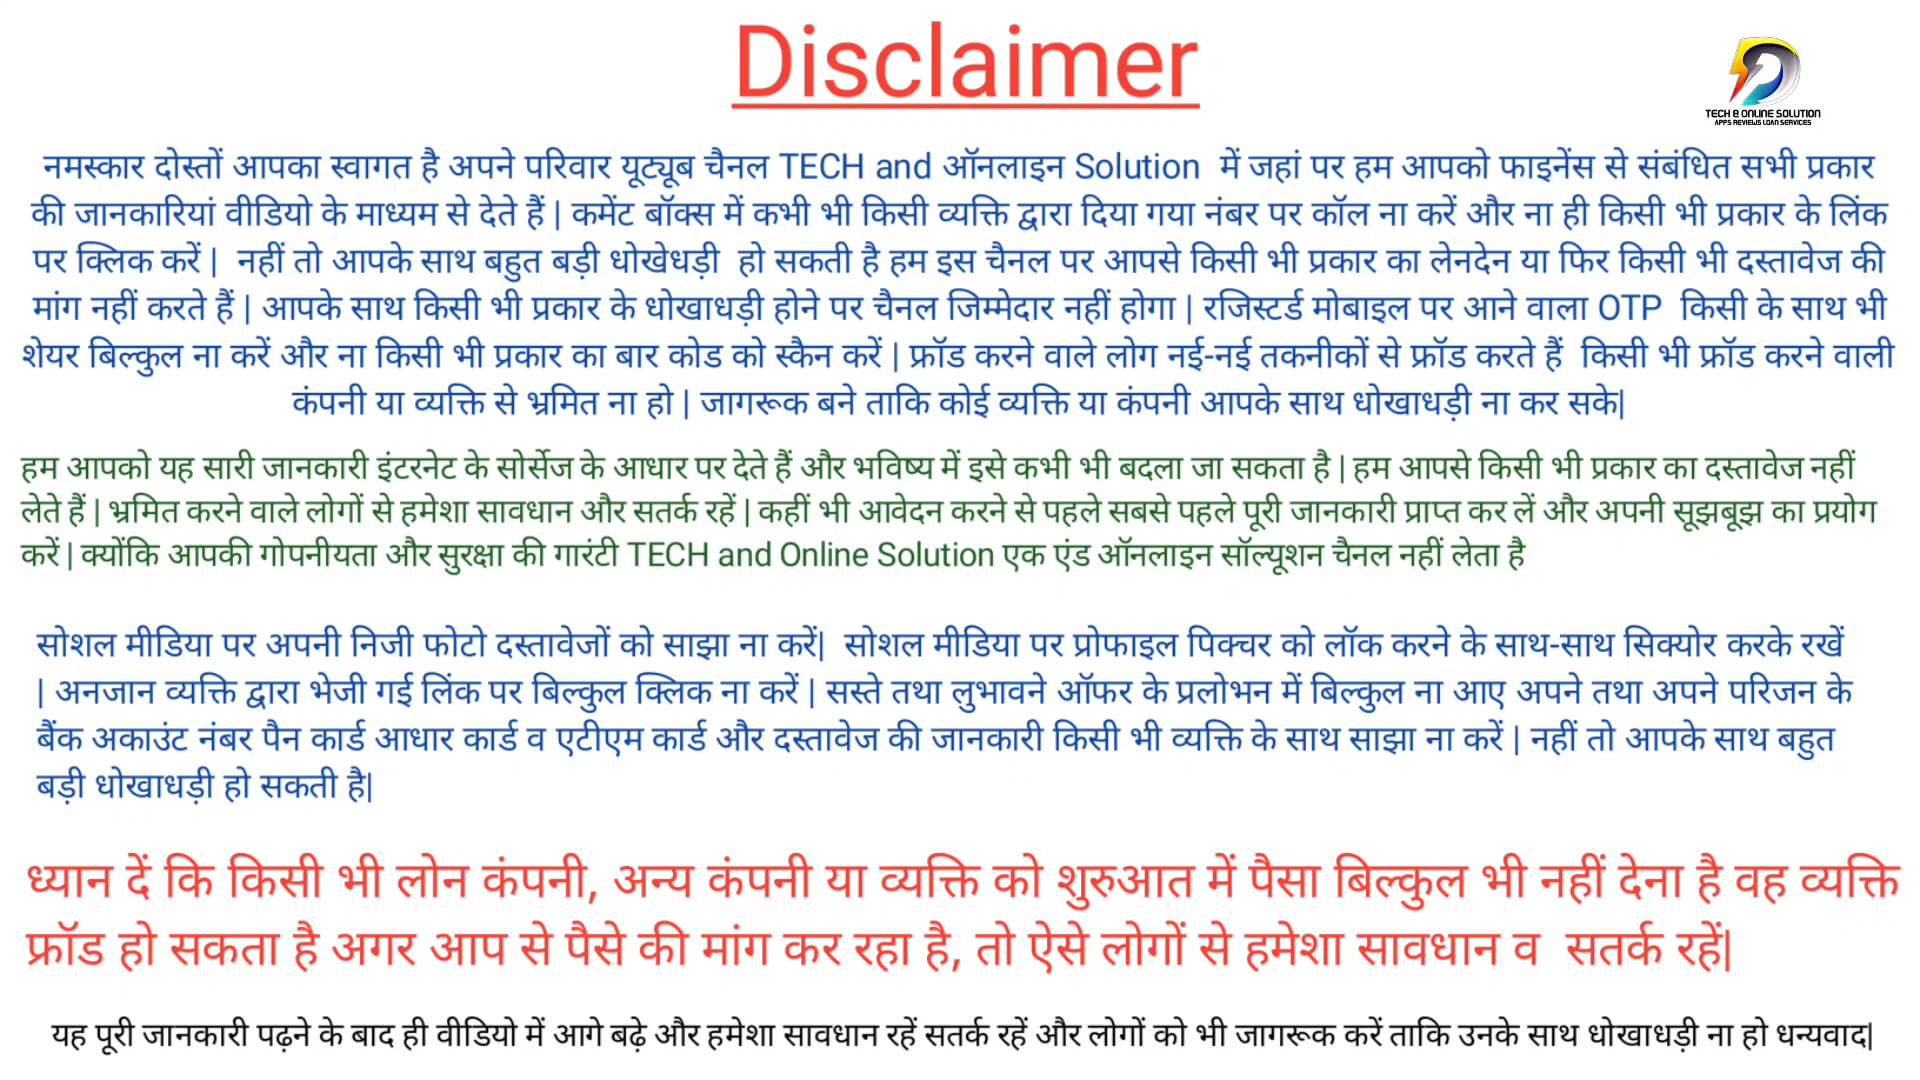 Disclaimer
TECH & ONLINE SOLUTION
APPS REVIEWS LOAN SERVICES
नमस्कार दोस्तों आपका स्वागत है अपने परिवार यूट्यूब चैनल TECH and ऑनलाइन Solution में जहां पर हम आपको फाइनेंस से संबंधित सभी प्रकार
की जानकारियां वीडियो के माध्यम से देते हैं | कमेंट बॉक्स में कभी भी किसी व्यक्ति द्वारा दिया गया नंबर पर कॉल ना करें और ना ही किसी भी प्रकार के लिंक
पर क्लिक करें | नहीं तो आपके साथ बहुत बड़ी धोखेधड़ी हो सकती है हम इस चैनल पर आपसे किसी भी प्रकार का लेनदेन या फिर किसी भी दस्तावेज की
मांग नहीं करते हैं | आपके साथ किसी भी प्रकार के धोखाधड़ी होने पर चैनल जिम्मेदार नहीं होगा | रजिस्टर्ड मोबाइल पर आने वाला OTP किसी के साथ भी
शेयर बिल्कुल ना करें और ना किसी भी प्रकार का बार कोड को स्कैन करें | फ्रॉड करने वाले लोग नई-नई तकनीकों से फ्रॉड करते हैं किसी भी फ्रॉड करने वाली
कंपनी या व्यक्ति से भ्रमित ना हो | जागरूक बने ताकि कोई व्यक्ति या कंपनी आपके साथ धोखाधड़ी ना कर सके|
हम आपको यह सारी जानकारी इंटरनेट के सोर्सेज के आधार पर देते हैं और भविष्य में इसे कभी भी बदला जा सकता है | हम आपसे किसी भी प्रकार का दस्तावेज नहीं
लेते हैं | भ्रमित करने वाले लोगों से हमेशा सावधान और सतर्क रहें | कहीं भी आवेदन करने से पहले सबसे पहले पूरी जानकारी प्राप्त कर लें और अपनी सूझबूझ का प्रयोग
करें | क्योंकि आपकी गोपनीयता और सुरक्षा की गारंटी TECH and Online Solution एक एंड ऑनलाइन सॉल्यूशन चैनल नहीं लेता है
सोशल मीडिया पर अपनी निजी फोटो दस्तावेजों को साझा ना करें| सोशल मीडिया पर प्रोफाइल पिक्चर को लॉक करने के साथ-साथ सिक्योर करके रखें
| अनजान व्यक्ति द्वारा भेजी गई लिंक पर बिल्कुल क्लिक ना करें | सस्ते तथा लुभावने ऑफर के प्रलोभन में बिल्कुल ना आए अपने तथा अपने परिजन के
बैंक अकाउंट नंबर पैन कार्ड आधार कार्ड व एटीएम कार्ड और दस्तावेज की जानकारी किसी भी व्यक्ति के साथ साझा ना करें | नहीं तो आपके साथ बहुत
बड़ी धोखाधड़ी हो सकती है|
ध्यान दें कि किसी भी लोन कंपनी, अन्य कंपनी या व्यक्ति को शुरुआत में पैसा बिल्कुल भी नहीं देना है वह व्यक्ति
फ्रॉड हो सकता है अगर आप से पैसे की मांग कर रहा है, तो ऐसे लोगों से हमेशा सावधान व सतर्क रहें|
यह पूरी जानकारी पढ़ने के बाद ही वीडियो में आगे बढ़े और हमेशा सावधान रहें सतर्क रहें और लोगों को भी जागरूक करें ताकि उनके साथ धोखाधड़ी ना हो धन्यवाद|